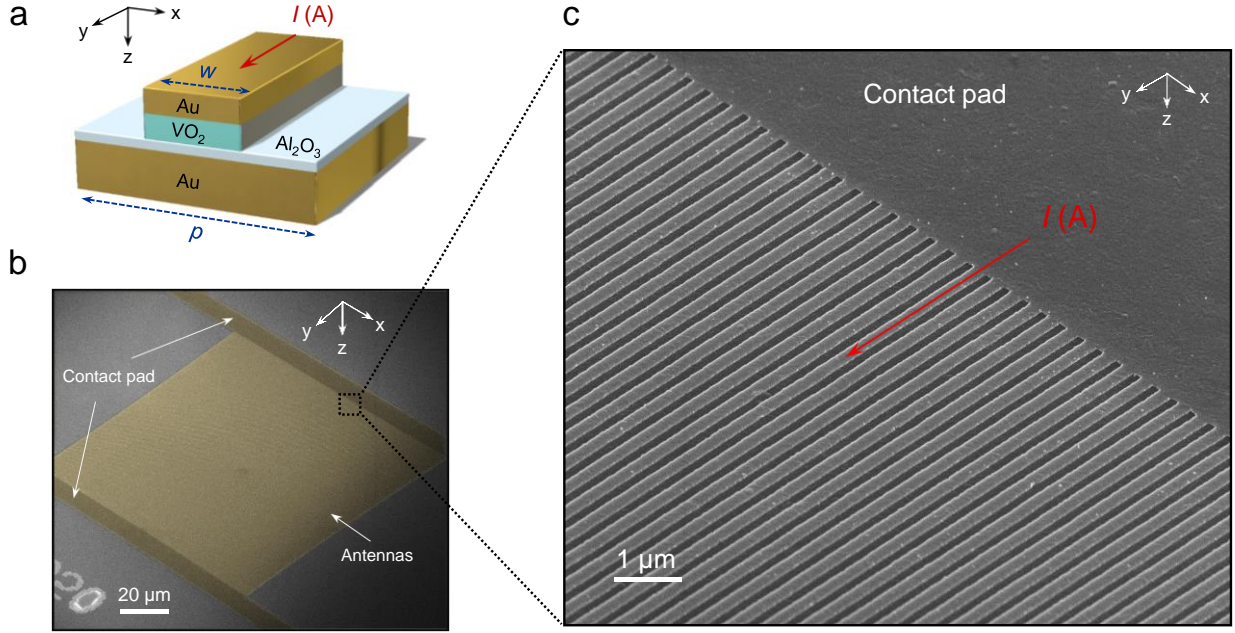 a
y
x
z
I (A)
w
Au
VO2
Al2O3
Au
p
b
y
x
z
Contact pad
Antennas
20 μm
c
Contact pad
y
x
z
I (A)
1 μm